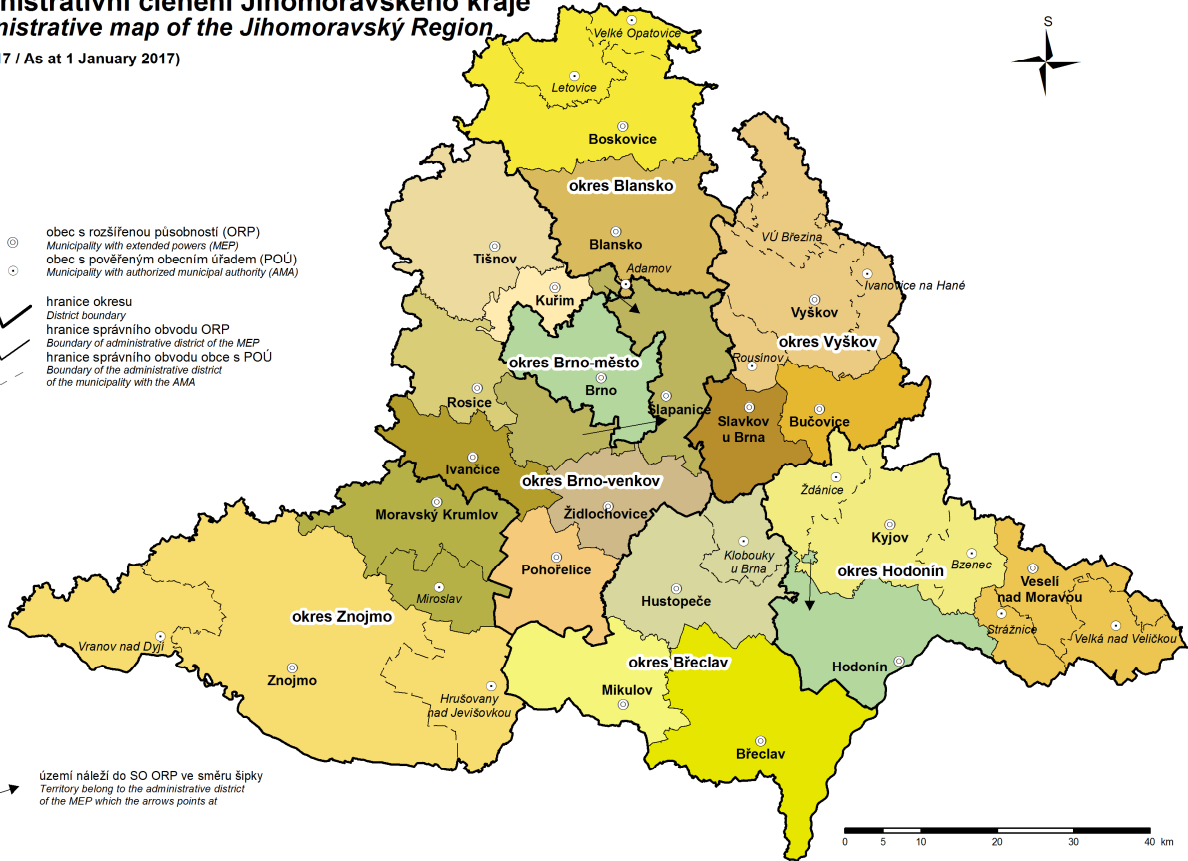 nistrativní členění Jihomoravského kraje
nistrative map of the Jihomoravský Region
17 / As at 1 January 2017)
S
Velké Opatovice
Letovice
Boskovice
okres Blansko
Blansko
Adamov
Tišnov
Kuřim
VÚ Březina
Ivanovice na Hané
Vyškov
okres Vyškov
Rousínov
okres Brno-město
Brno
Šlapanice
Slavkov
u Brna
Bučovice
Rosice
Ivančice
okres Brno-venkov
Židlochovice
Moravský Krumlov
Pohořelice
Miroslav
Ždánice
Kyjov
Bzenec
Klobouky
u Brna
Hustopeče
okres Hodonín
Veselí
nad Moravou
Strážnice
Velká nad Veličkou
Hodonín
okres Znojmo
Vranov nad Dyjí
Znojmo
Hrušovany
nad Jevišovkou
okres Břeclav
Mikulov
Břeclav
obec s rozšířenou působností (ORP)
Municipality with extended powers (MEP)
obec s pověřeným obecním úřadem (POÚ)
Municipality with authorized municipal authority (AMA)
hranice okresu
District boundary
hranice správního obvodu ORP
Boundary of administrative district of the MEP
hranice správního obvodu obce s POÚ
Boundary of the administrative district
of the municipality with the AMA
území náleží do SO ORP ve směru šipky
Territory belong to the administrative district
of the MEP which the arrows points at
0 5 10 20 30 40 km